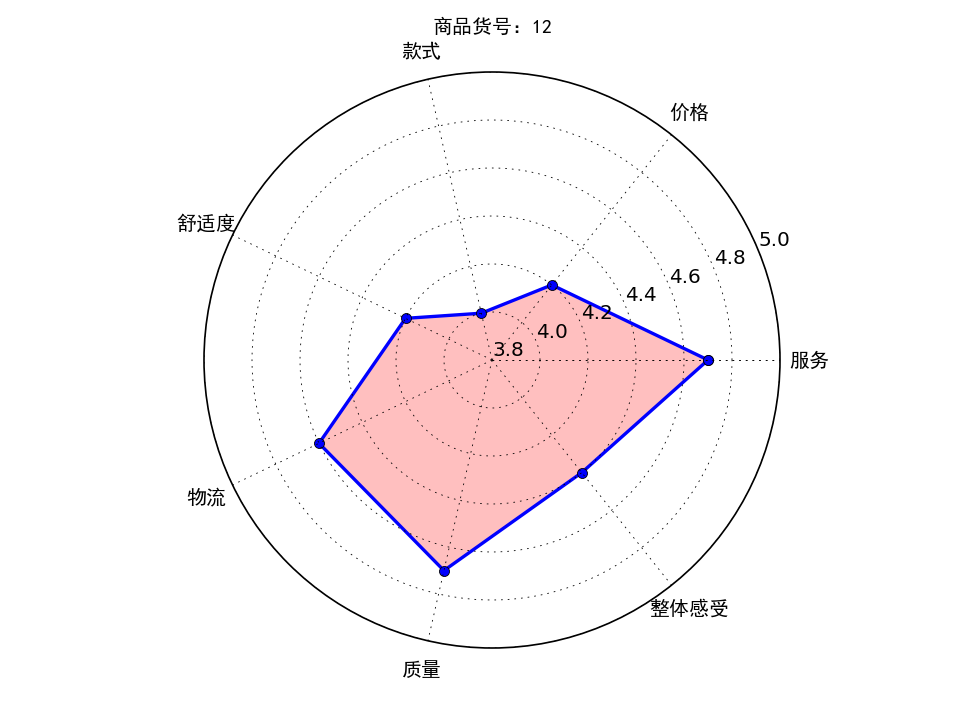 商品货号：12
款式
价格
舒适度
5.0
4.8
4.6
4.4
4.2
4.0
3.8
服务
物流
整体感受
质量